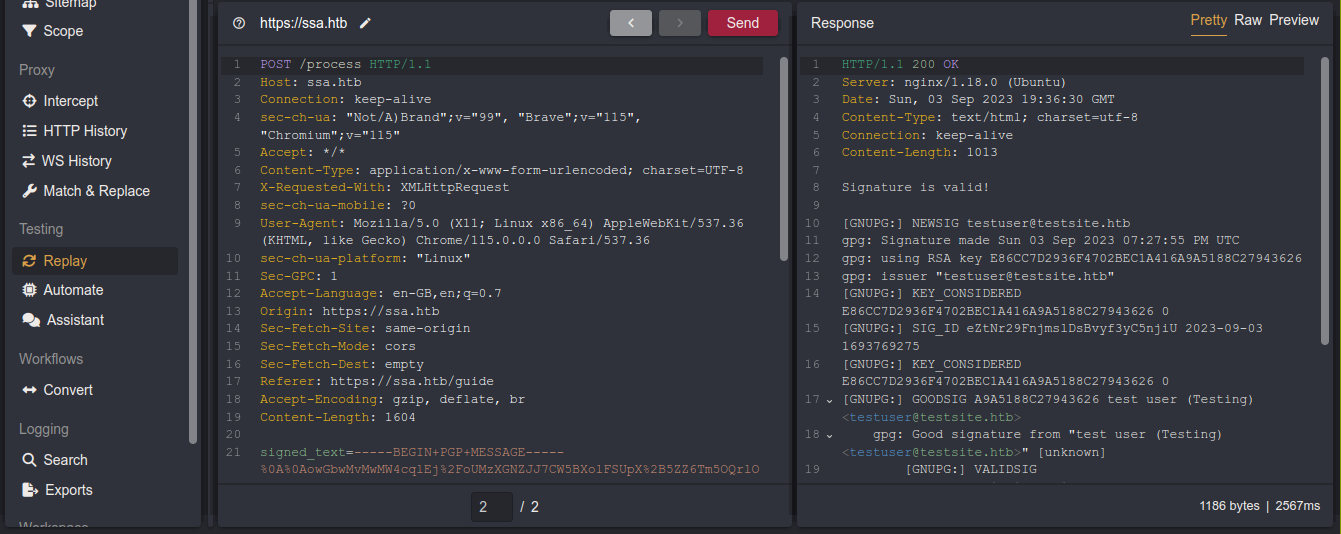 Sitemap
Scope
Proxy
Intercept
HTTP History
WS History
Match & Replace
Testing
Replay
Automate
Assistant
Workflows
Convert
Logging
Search
Exports
Workspace
https://ssa.htb
Send
1 POST /process HTTP/1.1
2 Host: ssa.htb
3 Connection: keep-alive
4 sec-ch-ua: "Not/A)Brand";v="99", "Brave";v="115",
"Chromium";v="115"
5 Accept: */*
6 Content-Type: application/x-www-form-urlencoded; charset=UTF-8
7 X-Requested-With: XMLHttpRequest
8 sec-ch-ua-mobile: ?0
9 User-Agent: Mozilla/5.0 (X11; Linux x86_64) AppleWebKit/537.36
(KHTML, like Gecko) Chrome/115.0.0.0 Safari/537.36
10 sec-ch-ua-platform: "Linux"
11 Sec-GPC: 1
12 Accept-Language: en-GB,en;q=0.7
13 Origin: https://ssa.htb
14 Sec-Fetch-Site: same-origin
15 Sec-Fetch-Mode: cors
16 Sec-Fetch-Dest: empty
17 Referer: https://ssa.htb/guide
18 Accept-Encoding: gzip, deflate, br
19 Content-Length: 1604
20
21 signed_text=-----BEGIN+PGP+MESSAGE-----
%0A%0AowGbwMvMwMW4cqlEj%2FoUMzXGNZJJ7CW5BXolFSUpX%2B5ZZ6Tm5OQrlO
2 / 2
Response
Pretty Raw Preview
1 HTTP/1.1 200 OK
2 Server: nginx/1.18.0 (Ubuntu)
3 Date: Sun, 03 Sep 2023 19:36:30 GMT
4 Content-Type: text/html; charset=utf-8
5 Connection: keep-alive
6 Content-Length: 1013
7
8 Signature is valid!
9
10 [GNUPG:] NEWSIG testuser@testsite.htb
11 gpg: Signature made Sun 03 Sep 2023 07:27:55 PM UTC
12 gpg: using RSA key E86CC7D2936F4702BEC1A416A9A5188C27943626
13 gpg: issuer "testuser@testsite.htb"
14 [GNUPG:] KEY_CONSIDERED
E86CC7D2936F4702BEC1A416A9A5188C27943626 0
15 [GNUPG:] SIG_ID eZtNr29FnjmslDsBvyf3yC5njiU 2023-09-03
1693769275
16 [GNUPG:] KEY_CONSIDERED
E86CC7D2936F4702BEC1A416A9A5188C27943626 0
17 [GNUPG:] GOODSIG A9A5188C27943626 test user (Testing)
<testuser@testsite.htb>
18 gpg: Good signature from "test user (Testing)
<testuser@testsite.htb>" [unknown]
19 [GNUPG:] VALIDSIG
1186 bytes | 2567ms